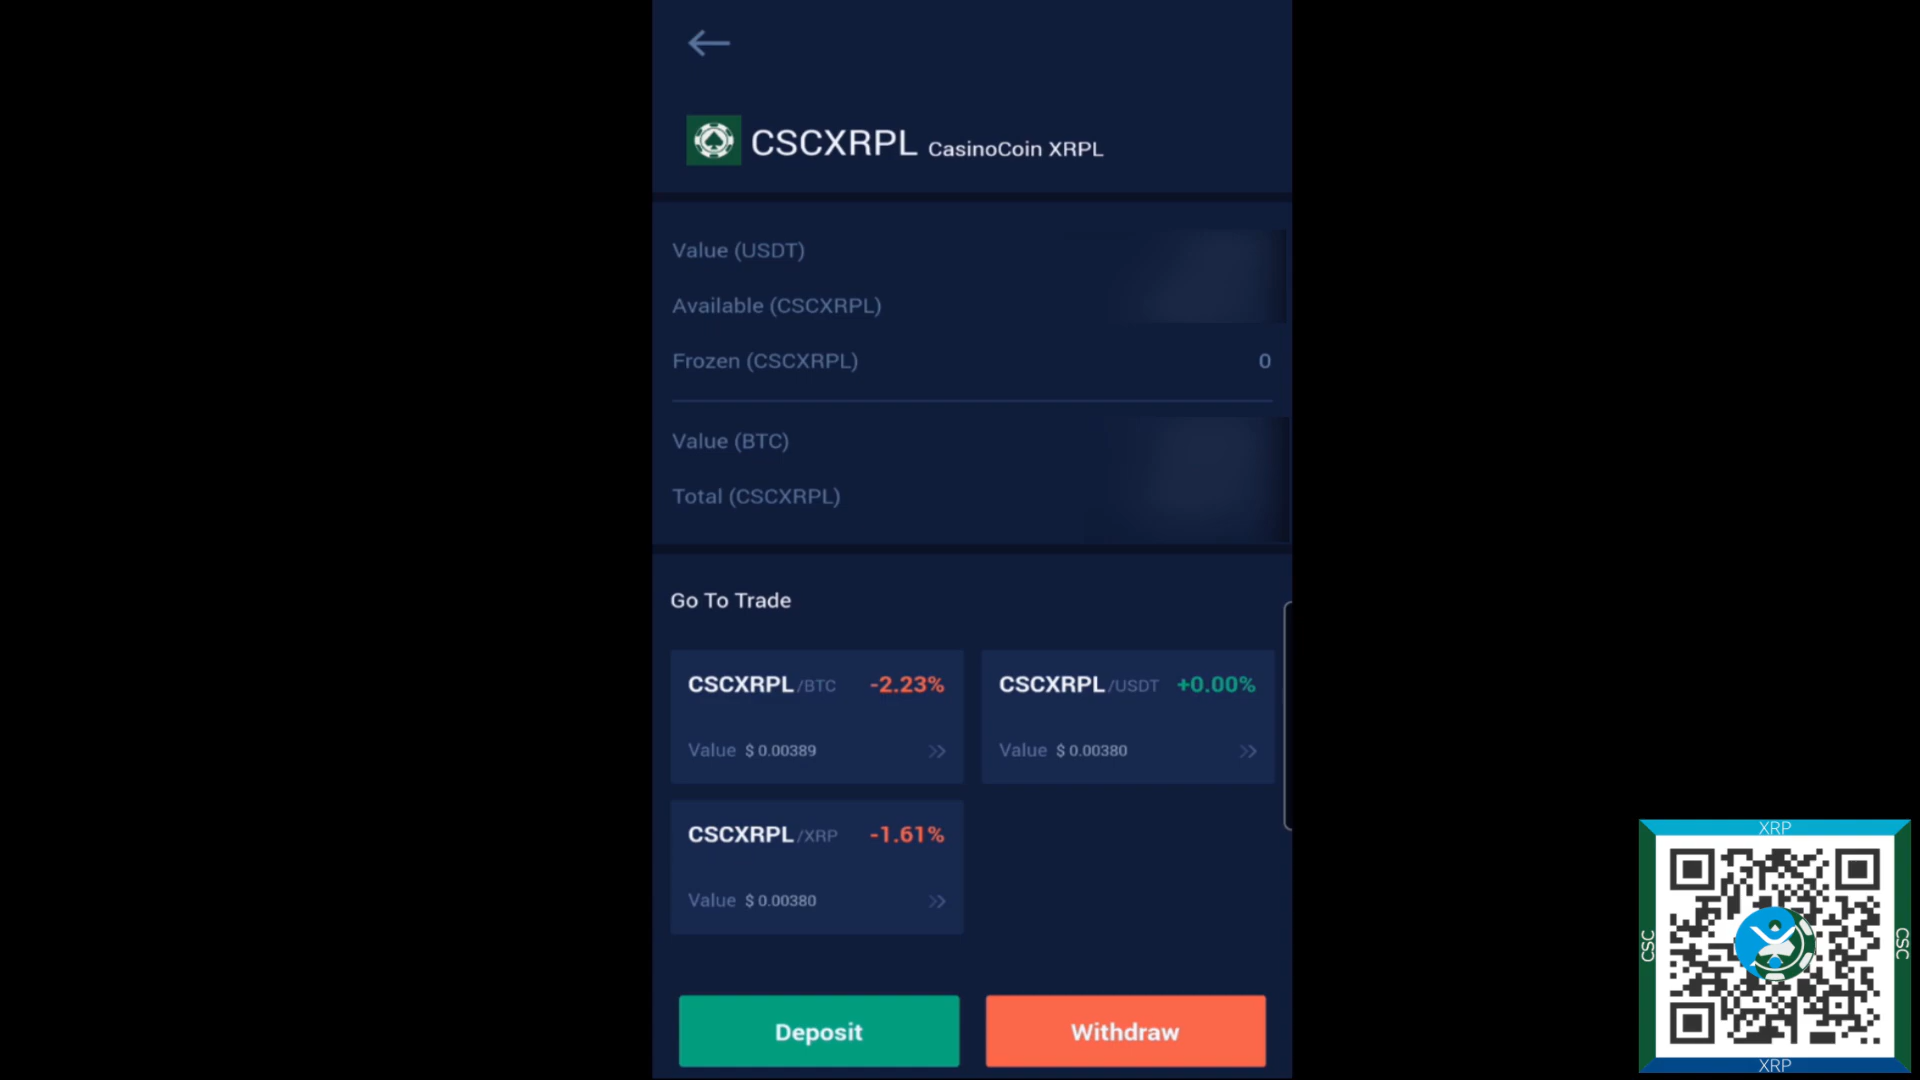 CSCXRPL CasinoCoin XRPL
Value (USDT)
Available (CSCXRPL)
Frozen (CSCXRPL) 0
Value (BTC)
Total (CSCXRPL)
Go To Trade
CSCXRPL/BTC -2.23%
Value $ 0.00389 >>
CSCXRPL/USDT +0.00%
Value $ 0.00380 >>
CSCXRPL/XRP -1.61%
Value $ 0.00380 >>
Deposit
Withdraw
XRP
CSC
CSC
XRP